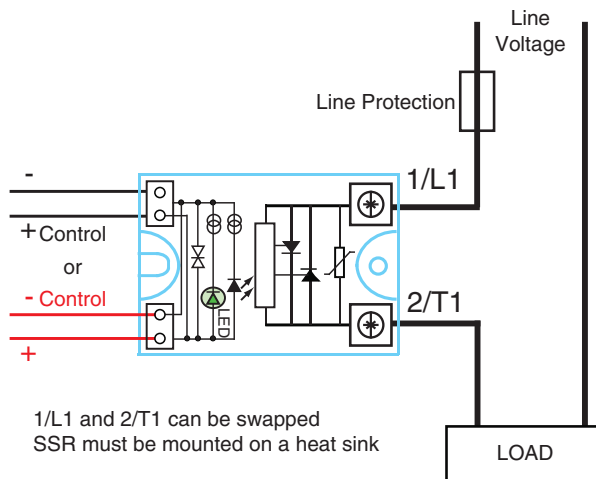 Line
Voltage
Line Protection
1/L1
-
+ Control
or
- Control
+
LED
2/T1
1/L1 and 2/T1 can be swapped
SSR must be mounted on a heat sink
LOAD